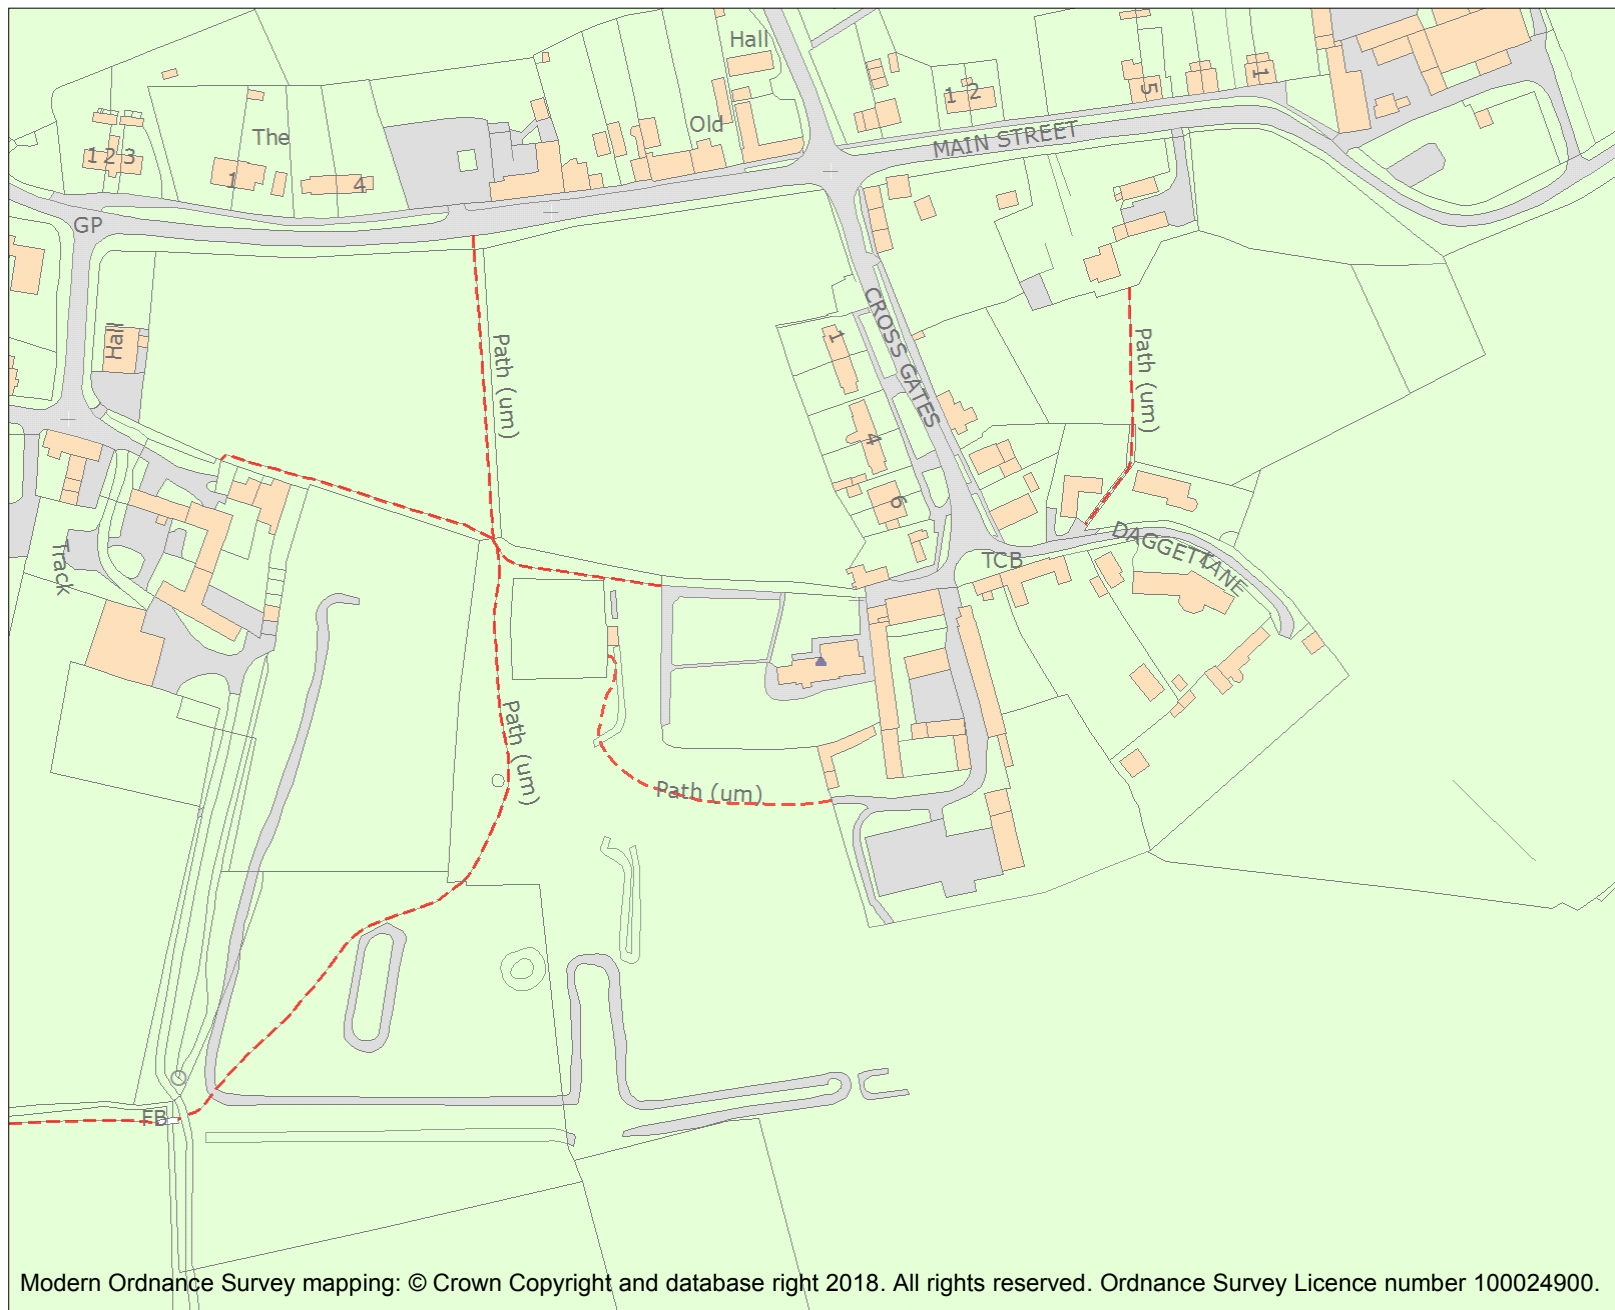 Hall
1
1 2
5
MAIN STREET
Old
The
1 2 3
1
4
GP
Hall
CROSS GATES
1
Path (um)
Path (um)
4
6
Track
TCB
DAGGETT LANE
Path (um)
Path (um)
FB
Modern Ordnance Survey mapping: © Crown Copyright and database right 2018. All rights reserved. Ordnance Survey Licence number 100024900.